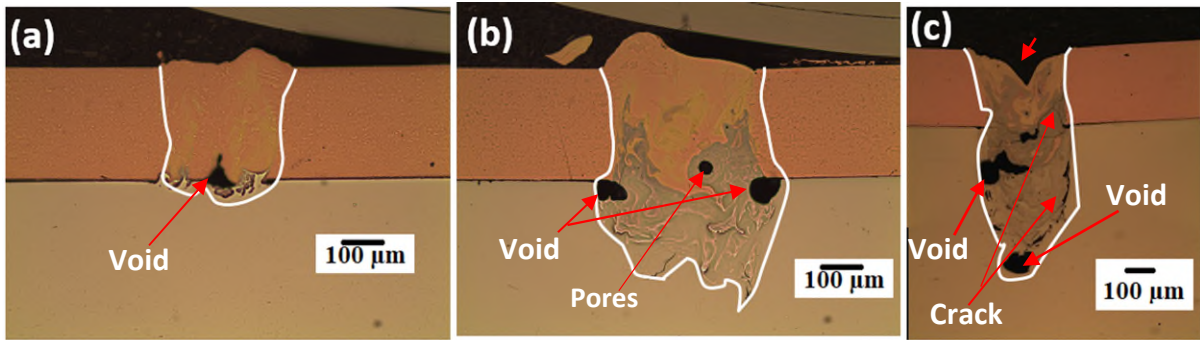 (a)
Void
100 µm
(b)
Void
Pores
100 µm
(c)
Void
Void
Crack
100 µm